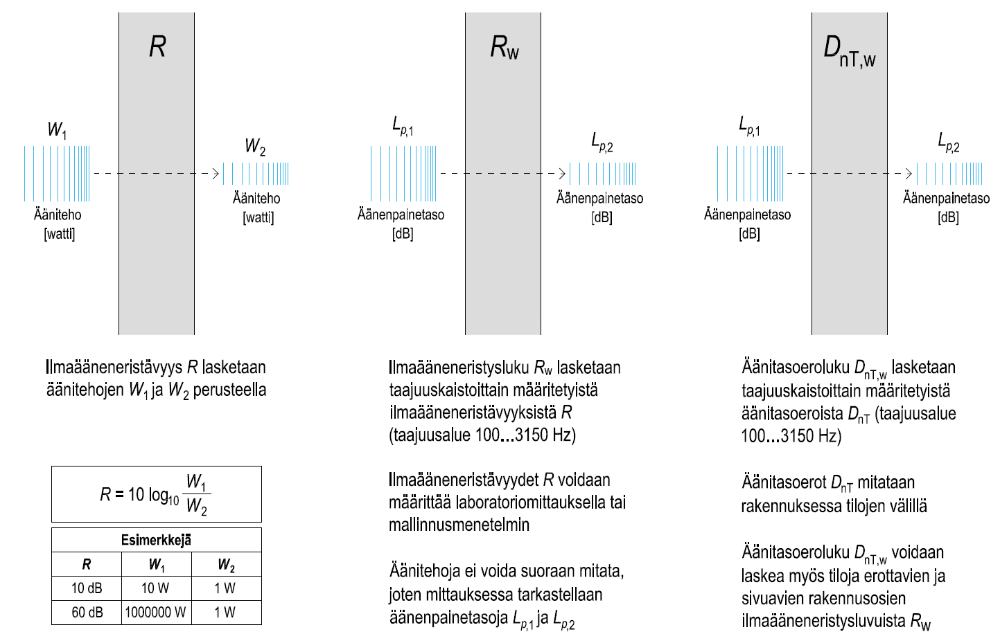 R
W1
Ääniteho
[watti]
W2
Ääniteho
[watti]
Ilmaääneneristävyys R lasketaan
äänitehojen W1 ja W2 perusteella
R = 10 log10 W1/W2
Esimerkkejä
R W1 W2
10 dB 10 W 1 W
60 dB 1000000 W 1 W
Rw
Lp,1
Äänenpainetaso
[dB]
Lp,2
Äänenpainetaso
[dB]
Ilmaääneneristysluku Rw lasketaan
taajuuskaistoittain määritetyistä
ilmaääneneristävyyksistä R
(taajuusalue 100...3150 Hz)
Ilmaääneneristävyydet R voidaan
määrittää laboratoriomittauksella tai
mallinnusmenetelmin
Äänitehoja ei voida suoraan mitata,
joten mittauksessa tarkastellaan
äänenpainetasoja Lp,1 ja Lp,2
DnT,w
Lp,1
Äänenpainetaso
[dB]
Lp,2
Äänenpainetaso
[dB]
Äänitasoeroluku DnT,w lasketaan
taajuuskaistoittain määritetyistä
äänitasoeroista DnT (taajuusalue
100...3150 Hz)
Äänitasoerot DnT mitataan
rakennuksessa tilojen välillä
Äänitasoeroluku DnT,w voidaan
laskea myös tiloja erottavien ja
sivuavien rakennusosien
ilmaääneneristysluvuista Rw